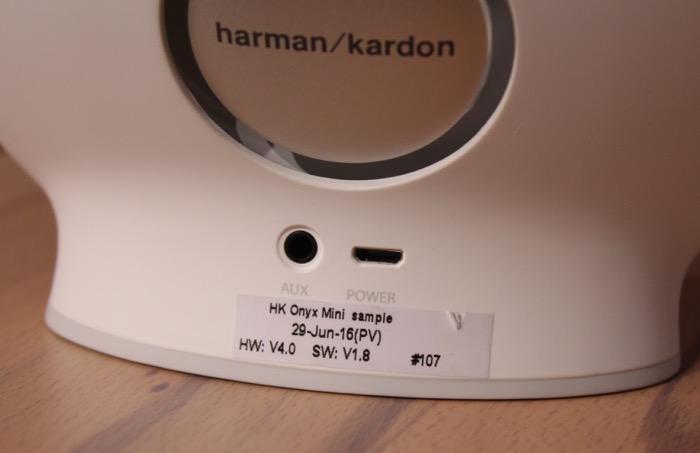 harman/kardon
AUX
POWER
HK Onyx Mini sample
29-Jun-16(PV)
HW: V4.0 SW: V1.8 #107